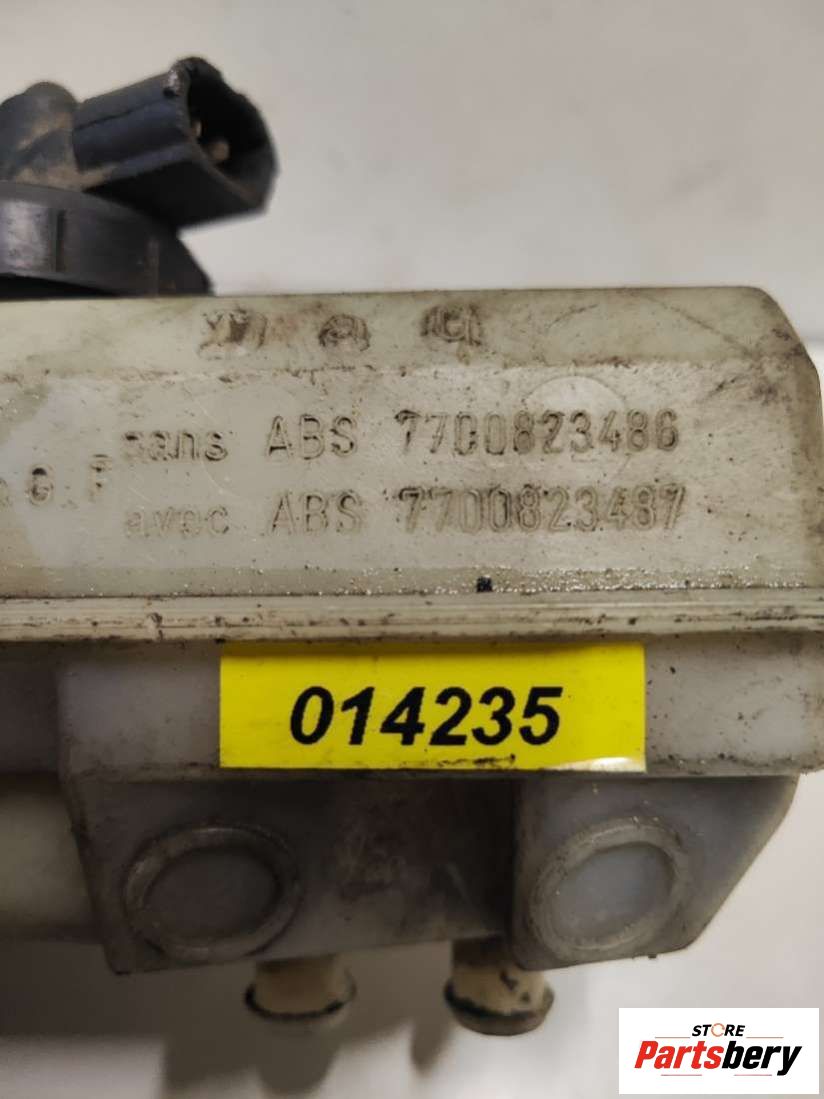 sans ABS 7700823486
G.F
avec ABS 7700823487
014235
STORE
Partsbery